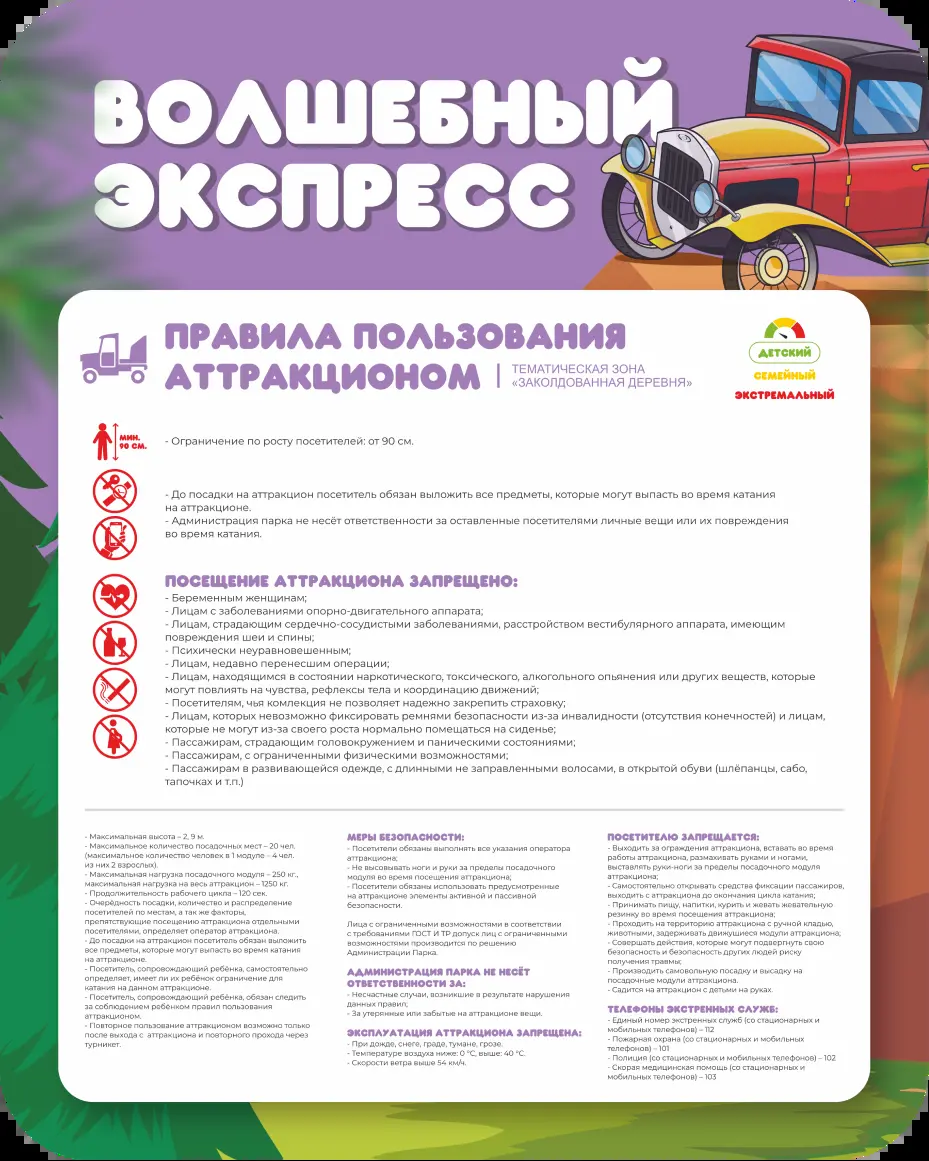 ВОЛШЕБНЫЙ
ЭКСПРЕСС
ПРАВИЛА ПОЛЬЗОВАНИЯ
АТТРАКЦИОНОМ
ТЕМАТИЧЕСКАЯ ЗОНА
«ЗАКОЛДОВАННАЯ ДЕРЕВНЯ»
ДЕТСКИЙ
СЕМЕЙНЫЙ
ЭКСТРЕМАЛЬНЫЙ
МИН.
90 СМ.
- Ограничение по росту посетителей: от 90 см.
- До посадки на аттракцион посетитель обязан выложить все предметы, которые могут выпасть во время катания
на аттракционе.
- Администрация парка не несёт ответственности за оставленные посетителями личные вещи или их повреждения
во время катания.
ПОСЕЩЕНИЕ АТТРАКЦИОНА ЗАПРЕЩЕНО:
- Беременным женщинам;
- Лицам с заболеваниями опорно-двигательного аппарата;
- Лицам, страдающим сердечно-сосудистыми заболеваниями, расстройством вестибулярного аппарата, имеющим
повреждения шеи и спины;
- Психически неуравновешенным;
- Лицам, недавно перенесшим операции;
- Лицам, находящимся в состоянии наркотического, токсического, алкогольного опьянения или других веществ, которые
могут повлиять на чувства, рефлексы тела и координацию движений;
- Посетителям, чья комлекция не позволяет надежно закрепить страховку;
- Лицам, которых невозможно фиксировать ремнями безопасности из-за инвалидности (отсутствия конечностей) и лицам,
которые не могут из-за своего роста нормально помещаться на сиденье;
- Пассажирам, страдающим головокружением и паническими состояниями;
- Пассажирам, с ограниченными физическими возможностями;
- Пассажирам в развивающейся одежде, с длинными не заправленными волосами, в открытой обуви (шлёпанцы, сабо,
тапочках и т.п.)
- Максимальная высота – 2, 9 м.
- Максимальное количество посадочных мест – 20 чел.
(максимальное количество человек в 1 модуле – 4 чел.
из них 2 взрослых).
- Максимальная нагрузка посадочного модуля – 250 кг.,
максимальная нагрузка на весь аттракцион – 1250 кг.
- Продолжительность рабочего цикла – 120 сек.
- Очерёдность посадки, количество и распределение
посетителей по местам, а так же факторы,
препятствующие посещению аттракциона отдельными
посетителями, определяет оператор аттракциона.
- До посадки на аттракцион посетитель обязан выложить
все предметы, которые могут выпасть во время катания
на аттракционе.
- Посетитель, сопровождающий ребёнка, самостоятельно
определяет, имеет ли их ребёнок ограничение для
катания на данном аттракционе.
- Посетитель, сопровождающий ребёнка, обязан следить
за соблюдением ребёнком правил пользования
аттракционом.
- Повторное пользование аттракционом возможно только
после выхода с аттракциона и повторного прохода через
турникет.
МЕРЫ БЕЗОПАСНОСТИ:
- Посетители обязаны выполнять все указания оператора
аттракциона;
- Не высовывать ноги и руки за пределы посадочного
модуля во время посещения аттракциона;
- Посетители обязаны использовать предусмотренные
на аттракционе элементы активной и пассивной
безопасности.
Лица с ограниченными возможностями в соответствии
с требованиями ГОСТ И ТР допуск лиц с ограниченными
возможностями производится по решению
Администрации Парка.
АДМИНИСТРАЦИЯ ПАРКА НЕ НЕСЁТ
ОТВЕТСТВЕННОСТИ ЗА:
- Несчастные случаи, возникшие в результате нарушения
данных правил;
- За утерянные или забытые на аттракционе вещи.
ЭКСПЛУАТАЦИЯ АТТРАКЦИОНА ЗАПРЕЩЕНА:
- При дожде, снеге, граде, тумане, грозе.
- Температуре воздуха ниже: 0 °С, выше: 40 °С.
- Скорости ветра выше 54 км/ч.
ПОСЕТИТЕЛЮ ЗАПРЕЩАЕТСЯ:
- Выходить за ограждения аттракциона, вставать во время
работы аттракциона, размахивать руками и ногами,
выставлять руки-ноги за пределы посадочного модуля
аттракциона;
- Самостоятельно открывать средства фиксации пассажиров,
выходить с аттракциона до окончания цикла катания;
- Принимать пищу, напитки, курить и жевать жевательную
резинку во время посещения аттракциона;
- Проходить на территорию аттракциона с ручной кладью,
животными, задерживать движущиеся модули аттракциона;
- Совершать действия, которые могут подвергнуть свою
безопасность и безопасность других людей риску
получения травмы;
- Производить самовольную посадку и высадку на
посадочные модули аттракциона.
- Садится на аттракцион с детьми на руках.
ТЕЛЕФОНЫ ЭКСТРЕННЫХ СЛУЖБ:
- Единый номер экстренных служб (со стационарных и
мобильных телефонов) – 112
- Пожарная охрана (со стационарных и мобильных
телефонов) – 101
- Полиция (со стационарных и мобильных телефонов) – 102
- Скорая медицинская помощь (со стационарных и
мобильных телефонов) – 103